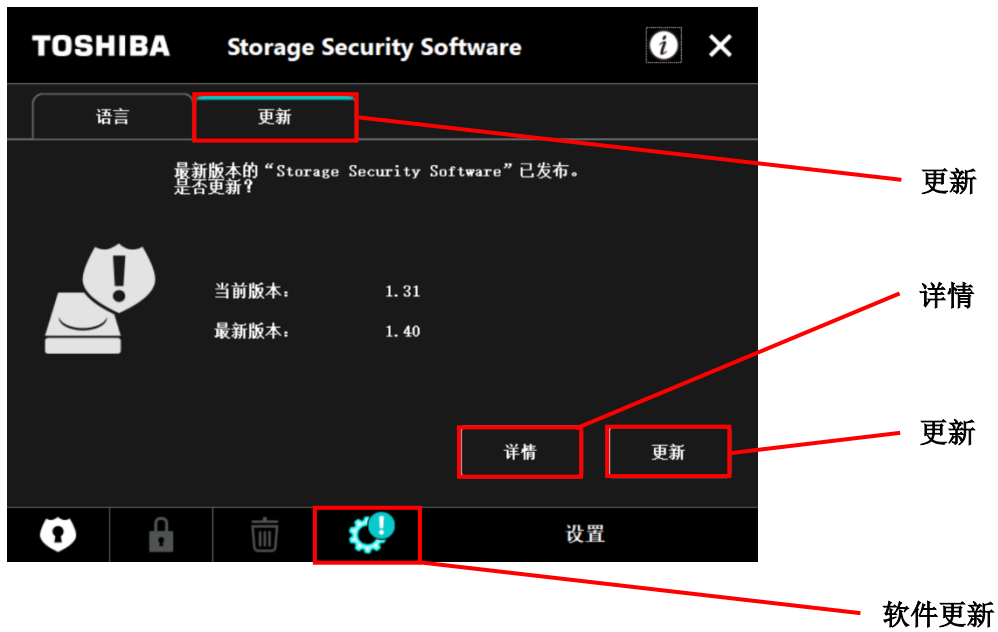 TOSHIBA Storage Security Software
语言 更新
最新版本的“Storage Security Software”已发布。
是否更新？
更新
当前版本： 1.31
详情
最新版本： 1.40
更新
详情 更新
设置
软件更新